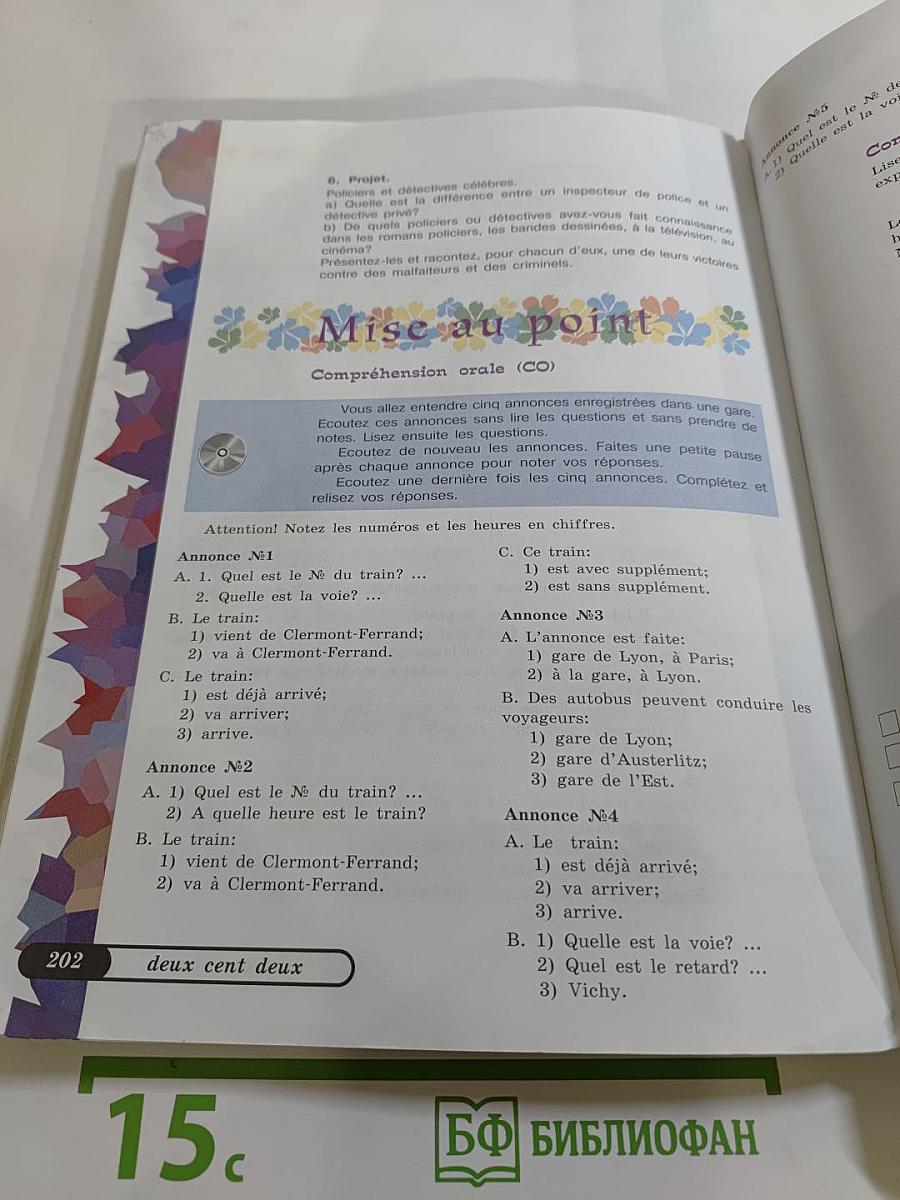 6. Projet.
Policiers et détectives célèbres.
a) Quelle est la différence entre un inspecteur de police et un
détective privé?
b) De quels policiers ou détectives avez-vous fait connaissance
dans les romans policiers, les bandes dessinées, à la télévision, au
cinéma?
Présentez-les et racontez, pour chacun d'eux, une de leurs victoires
contre des malfaiteurs et des criminels.
Mise au point
Compréhension orale (CO)
Vous allez entendre cinq annonces enregistrées dans une gare.
Ecoutez ces annonces sans lire les questions et sans prendre de
notes. Lisez ensuite les questions.
Ecoutez de nouveau les annonces. Faites une petite pause
après chaque annonce pour noter vos réponses.
Ecoutez une dernière fois les cinq annonces. Complétez et
relisez vos réponses.
Attention! Notez les numéros et les heures en chiffres.
Annonce №1
A. 1. Quel est le № du train? ...
2. Quelle est la voie? ...
B. Le train:
1) vient de Clermont-Ferrand;
2) va à Clermont-Ferrand.
C. Le train:
1) est déjà arrivé;
2) va arriver;
3) arrive.
Annonce №2
A. 1) Quel est le № du train? ...
2) A quelle heure est le train?
B. Le train:
1) vient de Clermont-Ferrand;
2) va à Clermont-Ferrand.
C. Ce train:
1) est avec supplément;
2) est sans supplément.
Annonce №3
A. L'annonce est faite:
1) gare de Lyon, à Paris;
2) à la gare, à Lyon.
B. Des autobus peuvent conduire les
voyageurs:
1) gare de Lyon;
2) gare d'Austerlitz;
3) gare de l'Est.
Annonce №4
A. Le train:
1) est déjà arrivé;
2) va arriver;
3) arrive.
B. 1) Quelle est la voie? ...
2) Quel est le retard? ...
3) Vichy.
202 deux cent deux
Annonce №5
A. 1) Quel est le № de
2) Quelle est la
15 с
БФ БИБЛИОФАН